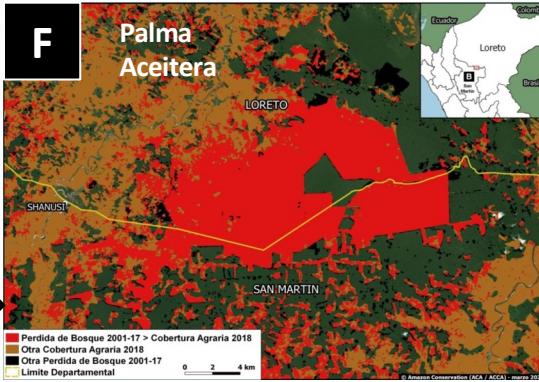 F
Palma
Aceitera
Ecuador
Loreto
B
San
Martin
LORETO
SHANUSI
SAN MARTIN
Perdida de Bosque 2001-17 > Cobertura Agraria 2018
Otra Cobertura Agraria 2018
Otra Perdida de Bosque 2001-17
Limite Departamental
0 2 4 km
© Amazon Conservation (ACA / ACCA) - marzo